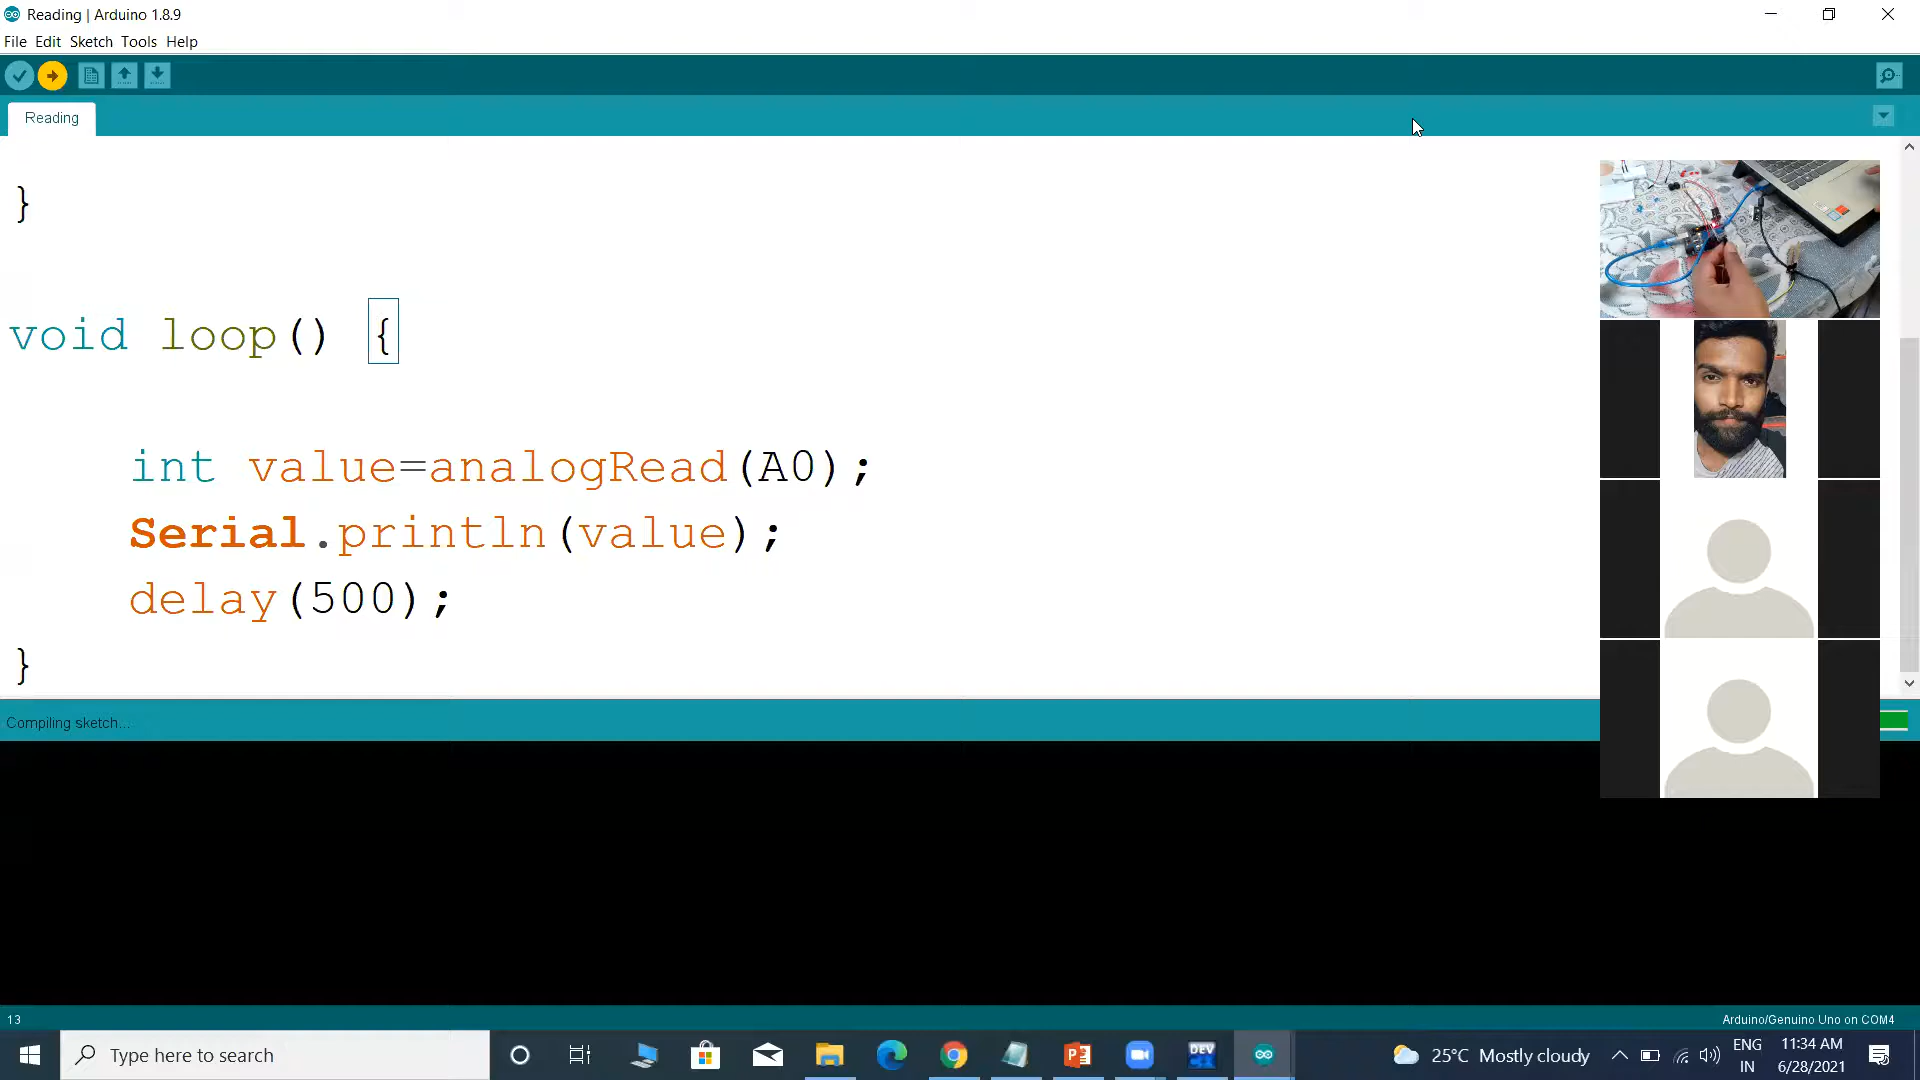 Reading | Arduino 1.8.9
File Edit Sketch Tools Help
Reading
}
void loop() {
int value=analogRead(A0);
Serial.println(value);
delay(500);
}
Compiling sketch...
13
Arduino/Genuino Uno on COM4
Type here to search
DEV
25°C Mostly cloudy
ENG
IN
11:34 AM
6/28/2021